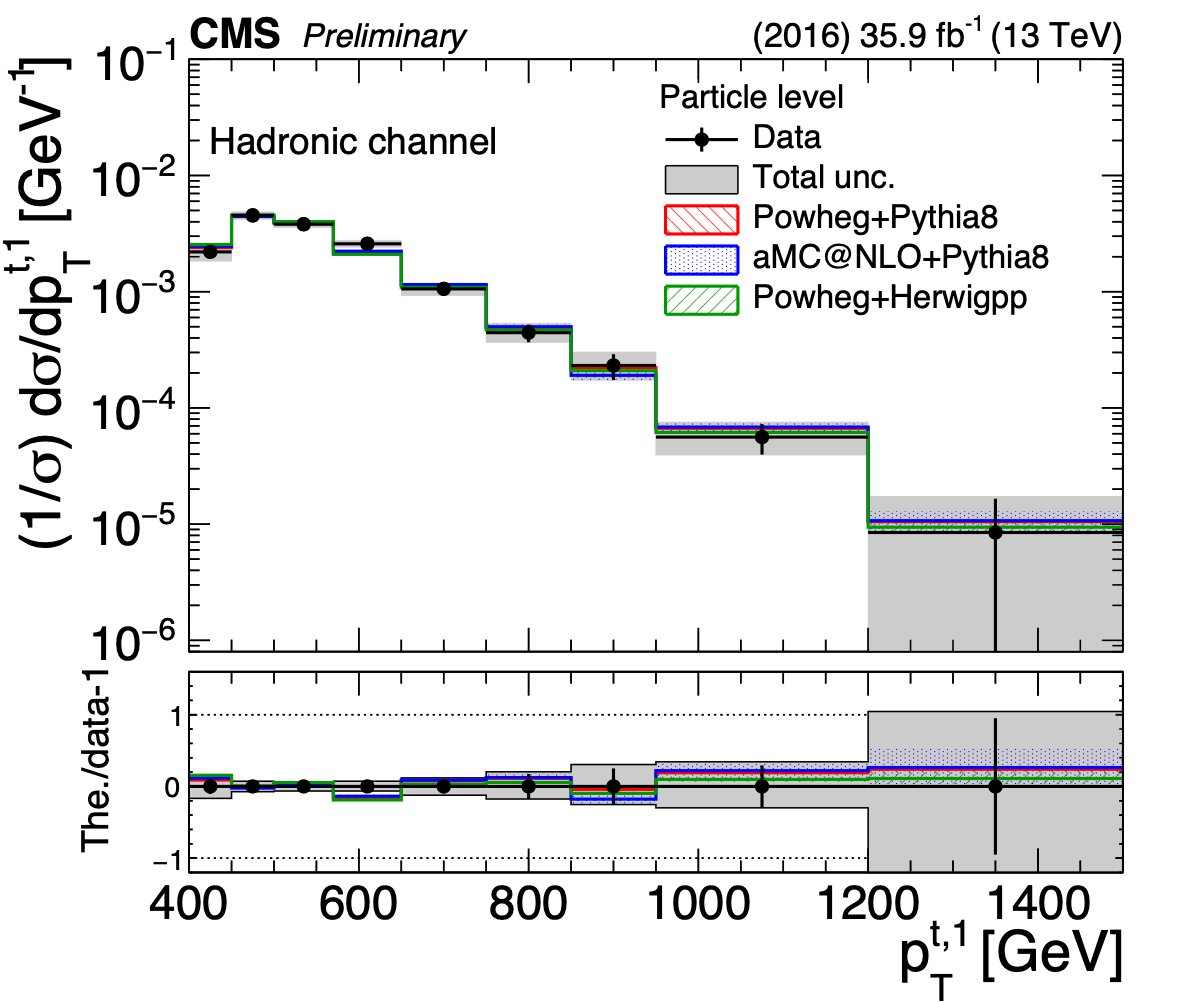 CMS Preliminary (2016) 35.9 fb⁻¹ (13 TeV)
(1/σ) dσ/dp_T^{t,1} [GeV⁻¹]
10⁻¹
10⁻²
10⁻³
10⁻⁴
10⁻⁵
10⁻⁶
Hadronic channel
Particle level
Data
Total unc.
Powheg+Pythia8
aMC@NLO+Pythia8
Powheg+Herwigpp
The./data-1
1
0
−1
400 600 800 1000 1200 1400
p_T^{t,1} [GeV]